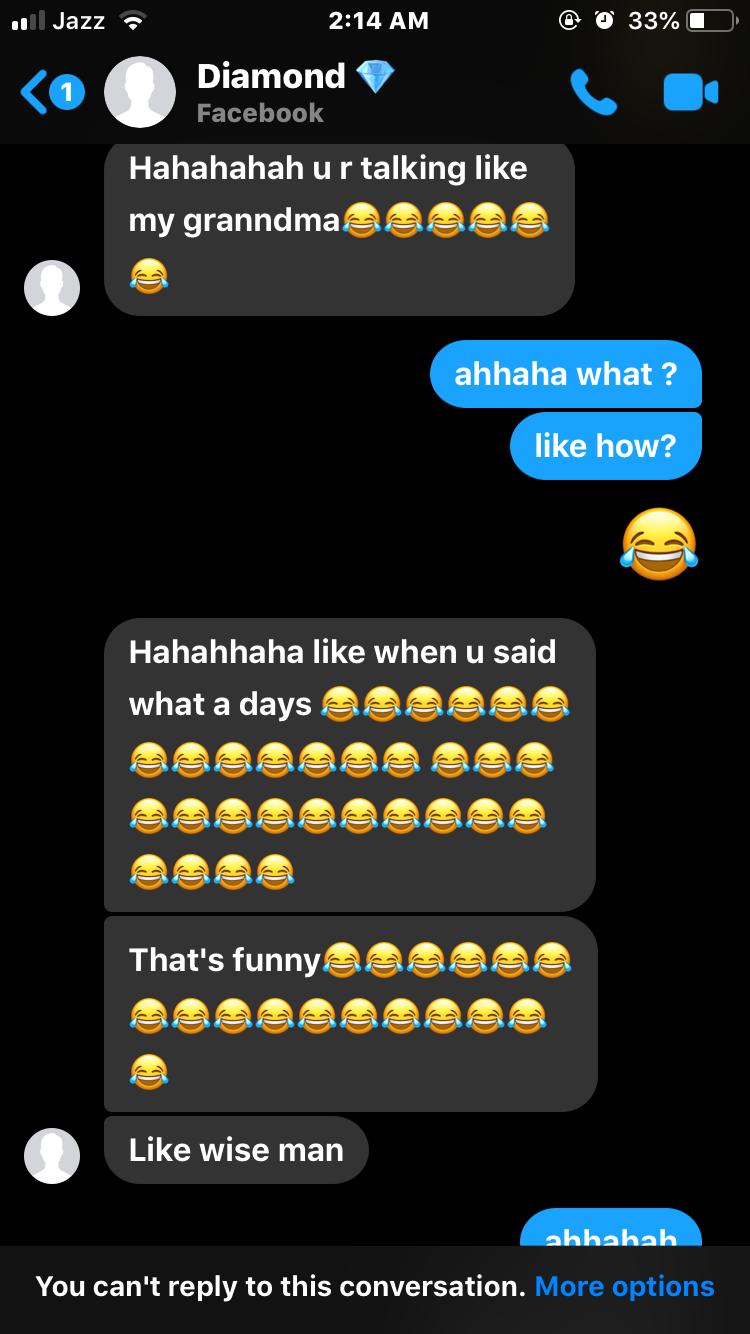 Jazz 2:14 AM 33%
1 Diamond 💎
Facebook
Hahahahah u r talking like
my granndma😂😂😂😂😂
😂
ahhaha what ?
like how?
😂
Hahahhaha like when u said
what a days 😂😂😂😂😂😂
😂😂😂😂😂😂😂 😂😂😂
😂😂😂😂😂😂😂😂😂😂
😂😂😂😂
That's funny😂😂😂😂😂😂
😂😂😂😂😂😂😂😂😂😂
😂
Like wise man
ahhahah
You can't reply to this conversation. More options